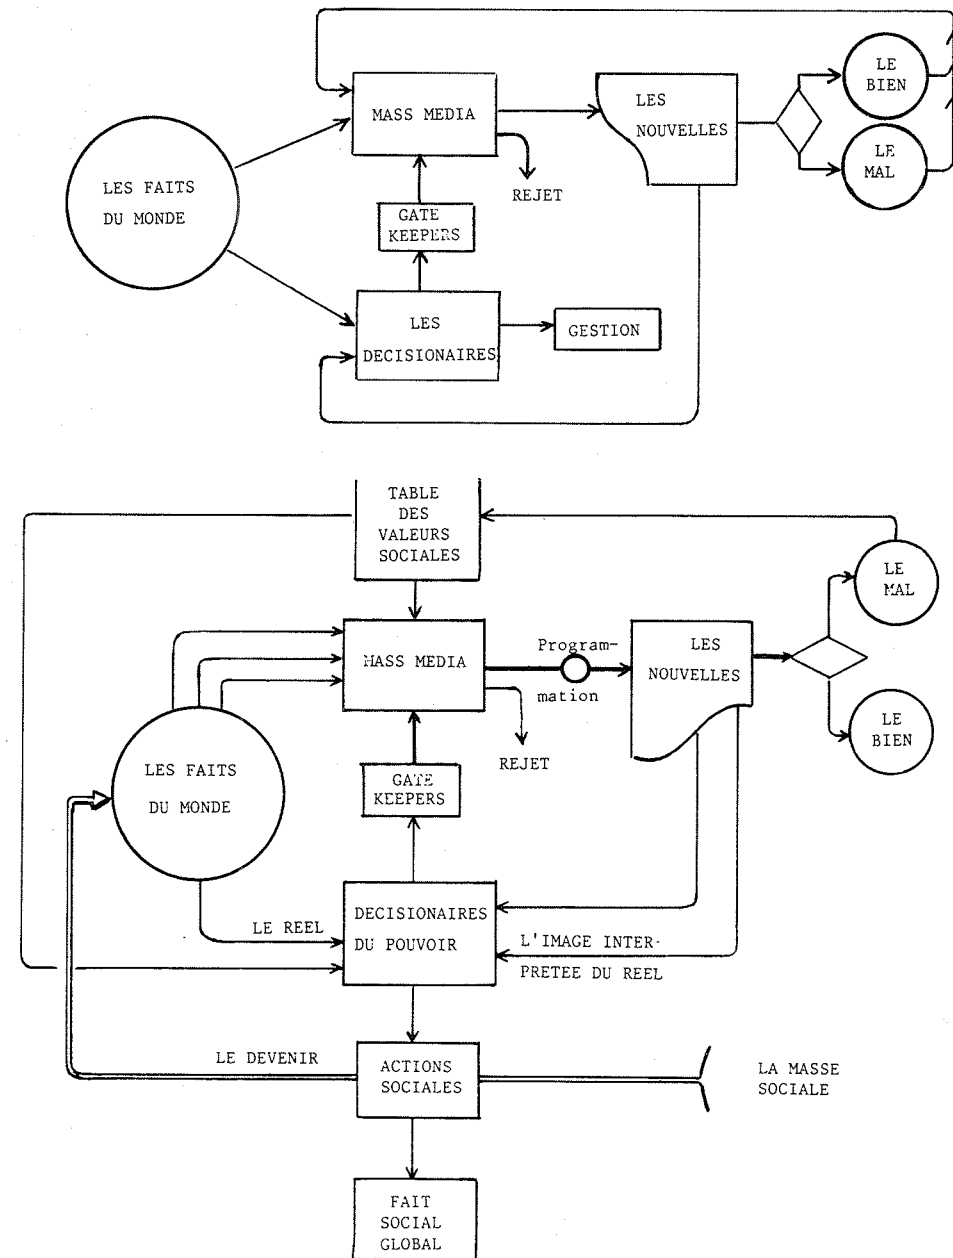 LE
BIEN
LES
NOUVELLES
MASS MEDIA
LE
MAL
REJET
LES FAITS
DU MONDE
GATE
KEEPERS
LES
DECISIONAIRES
GESTION
TABLE
DES
VALEURS
SOCIALES
LE
MAL
Program-
mation
LES
NOUVELLES
MASS MEDIA
LE
BIEN
REJET
LES FAITS
DU MONDE
GATE
KEEPERS
LE REEL
DECISIONAIRES
DU POUVOIR
L'IMAGE INTER-
PRETEE DU REEL
LE DEVENIR
ACTIONS
SOCIALES
LA MASSE
SOCIALE
FAIT
SOCIAL
GLOBAL